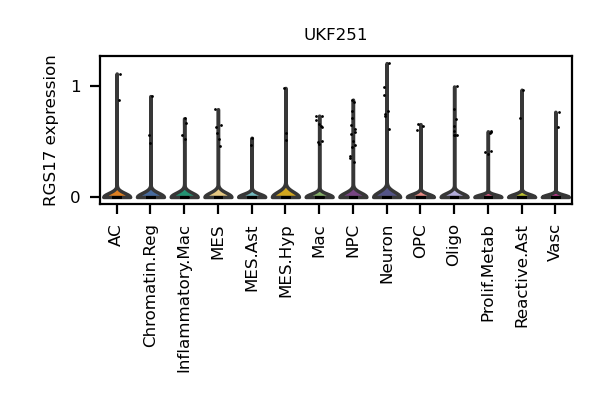 UKF251
RGS17 expression
1
0
AC
Chromatin.Reg
Inflammatory.Mac
MES
MES.Ast
MES.Hyp
Mac
NPC
Neuron
OPC
Oligo
Prolif.Metab
Reactive.Ast
Vasc